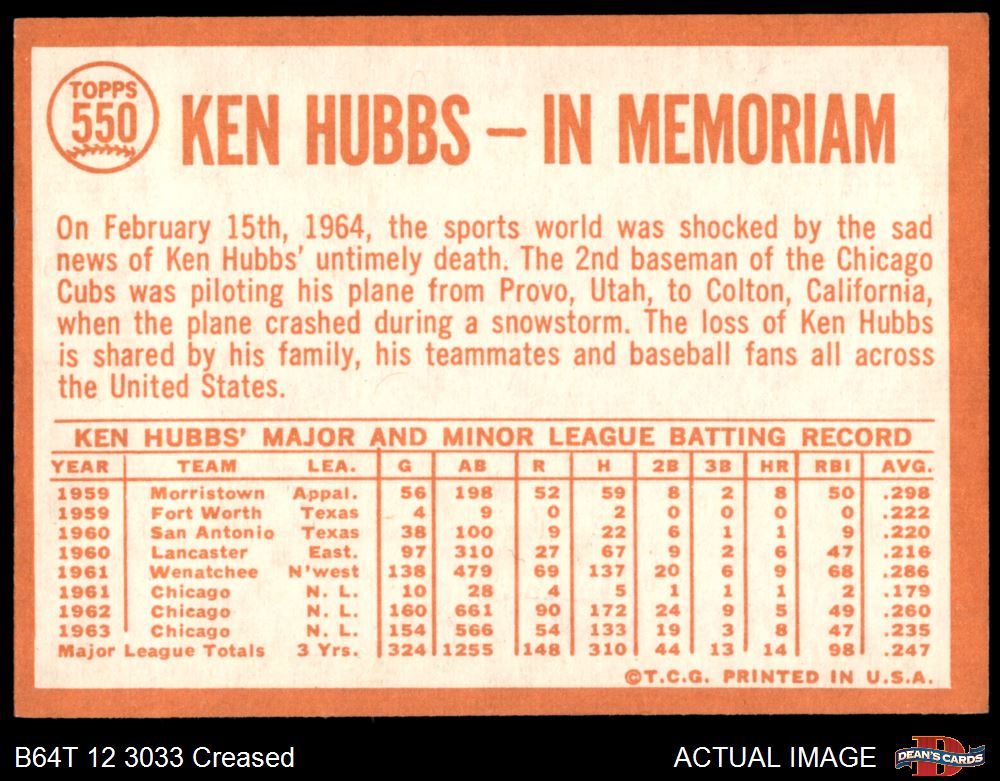 TOPPS
550
KEN HUBBS — IN MEMORIAM
On February 15th, 1964, the sports world was shocked by the sad
news of Ken Hubbs' untimely death. The 2nd baseman of the Chicago
Cubs was piloting his plane from Provo, Utah, to Colton, California,
when the plane crashed during a snowstorm. The loss of Ken Hubbs
is shared by his family, his teammates and baseball fans all across
the United States.
KEN HUBBS' MAJOR AND MINOR LEAGUE BATTING RECORD
YEAR TEAM LEA. G AB R H 2B 3B HR RBI AVG.
1959 Morristown Appal. 56 198 52 59 8 2 8 50 .298
1959 Fort Worth Texas 4 9 0 2 0 0 0 0 .222
1960 San Antonio Texas 38 100 9 22 6 1 1 9 .220
1960 Lancaster East. 97 310 27 67 9 2 6 47 .216
1961 Wenatchee N'west 138 479 69 137 20 6 9 68 .286
1961 Chicago N. L. 10 28 4 5 1 1 1 2 .179
1962 Chicago N. L. 160 661 90 172 24 9 5 49 .260
1963 Chicago N. L. 154 566 54 133 19 3 8 47 .235
Major League Totals 3 Yrs. 324 1255 148 310 44 13 14 98 .247
©T.C.G. PRINTED IN U.S.A.
B64T 12 3033 Creased
ACTUAL IMAGE
D
DEAN'S CARDS